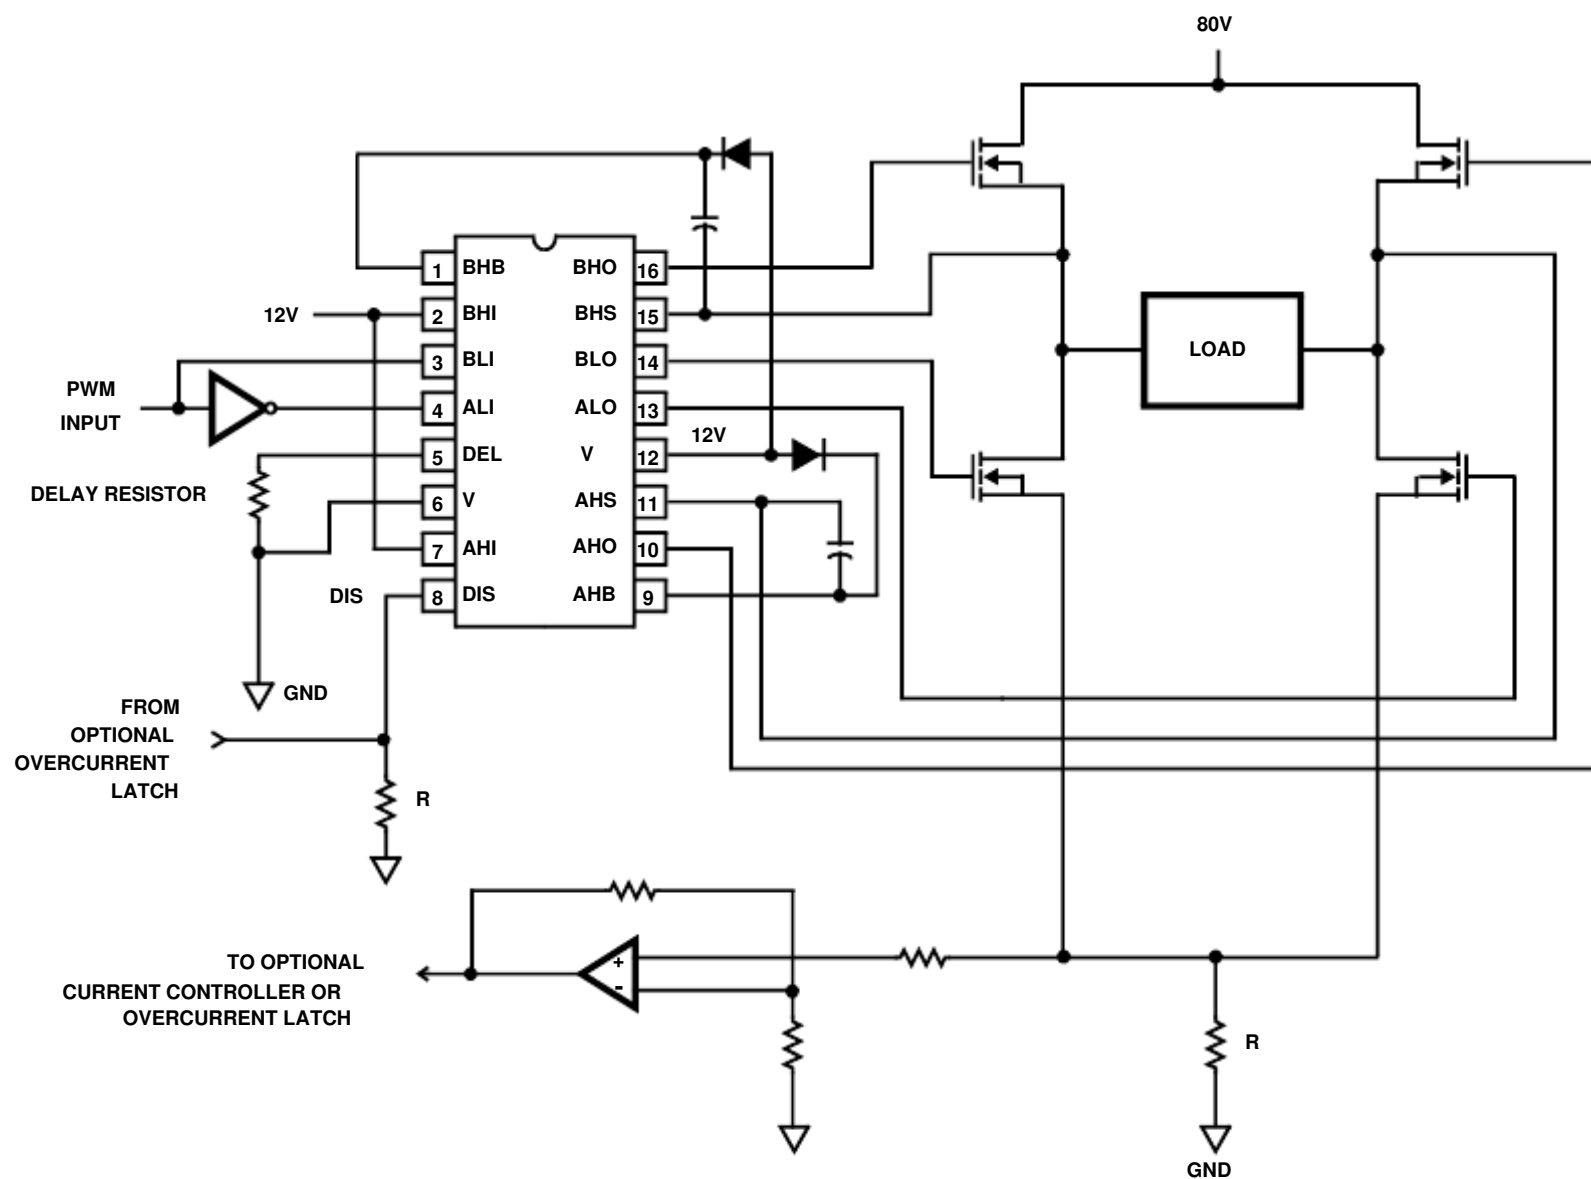 80V
1 BHB BHO 16
12V 2 BHI BHS 15
3 BLI BLO 14
PWM
INPUT
4 ALI ALO 13
12V
5 DEL V 12
DELAY RESISTOR
6 V AHS 11
7 AHI AHO 10
DIS 8 DIS AHB 9
LOAD
GND
FROM
OPTIONAL
OVERCURRENT
LATCH
R
TO OPTIONAL
CURRENT CONTROLLER OR
OVERCURRENT LATCH
+
-
R
GND